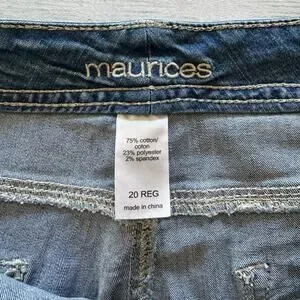 maurices
75% cotton/
coton
23% polyester
2% spandex
20 REG
made in china